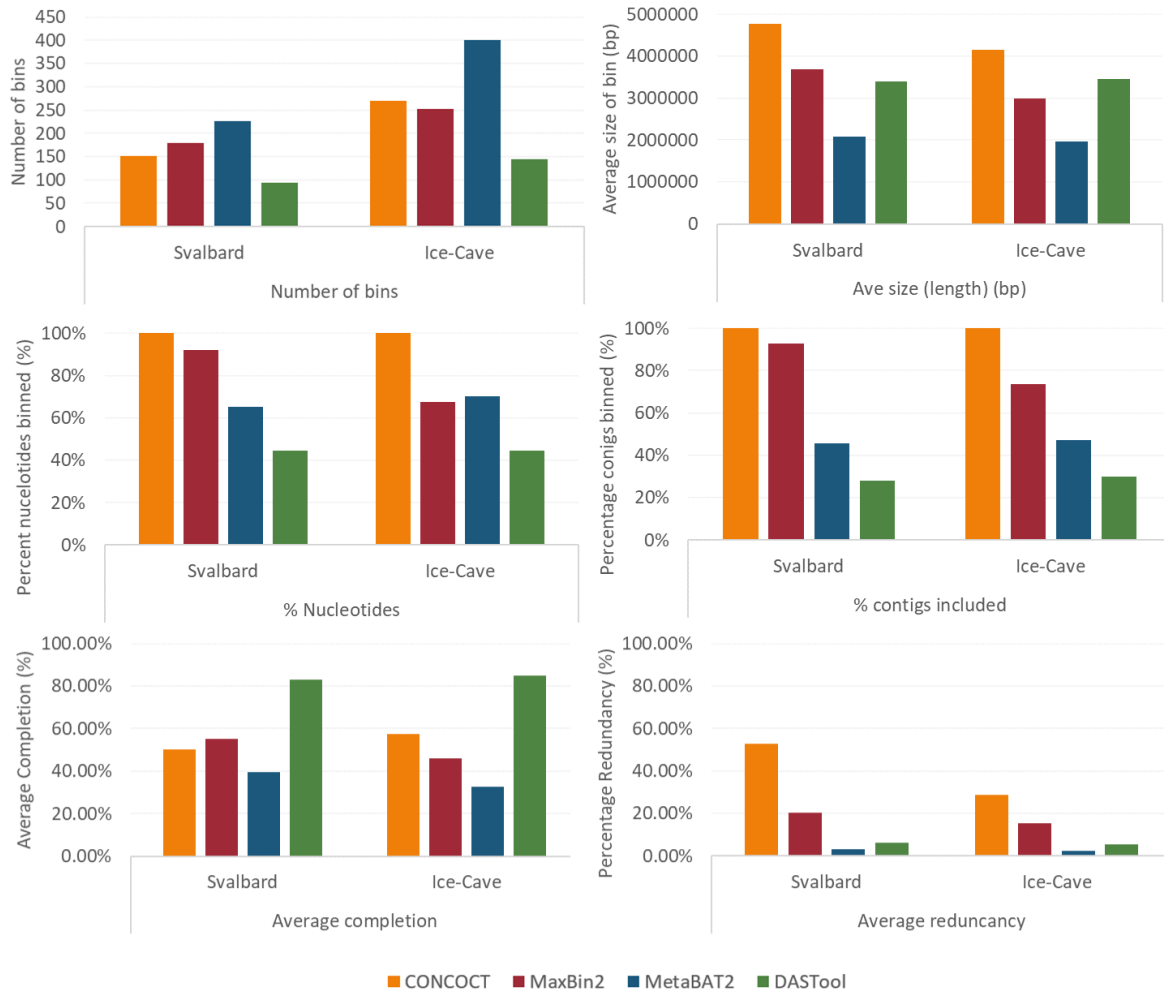 Number of bins
450
400
350
300
250
200
150
100
50
0
Svalbard
Ice-Cave
Number of bins
Average size of bin (bp)
5000000
4000000
3000000
2000000
1000000
0
Svalbard
Ice-Cave
Ave size (length) (bp)
Percent nucelotides binned (%)
100%
80%
60%
40%
20%
0%
Svalbard
Ice-Cave
% Nucleotides
Percentage conigs binned (%)
100%
80%
60%
40%
20%
0%
Svalbard
Ice-Cave
% contigs included
Average Completion (%)
100.00%
80.00%
60.00%
40.00%
20.00%
0.00%
Svalbard
Ice-Cave
Average completion
Percentage Redundancy (%)
100.00%
80.00%
60.00%
40.00%
20.00%
0.00%
Svalbard
Ice-Cave
Average reduncancy
CONCOCT MaxBin2 MetaBAT2 DASTool